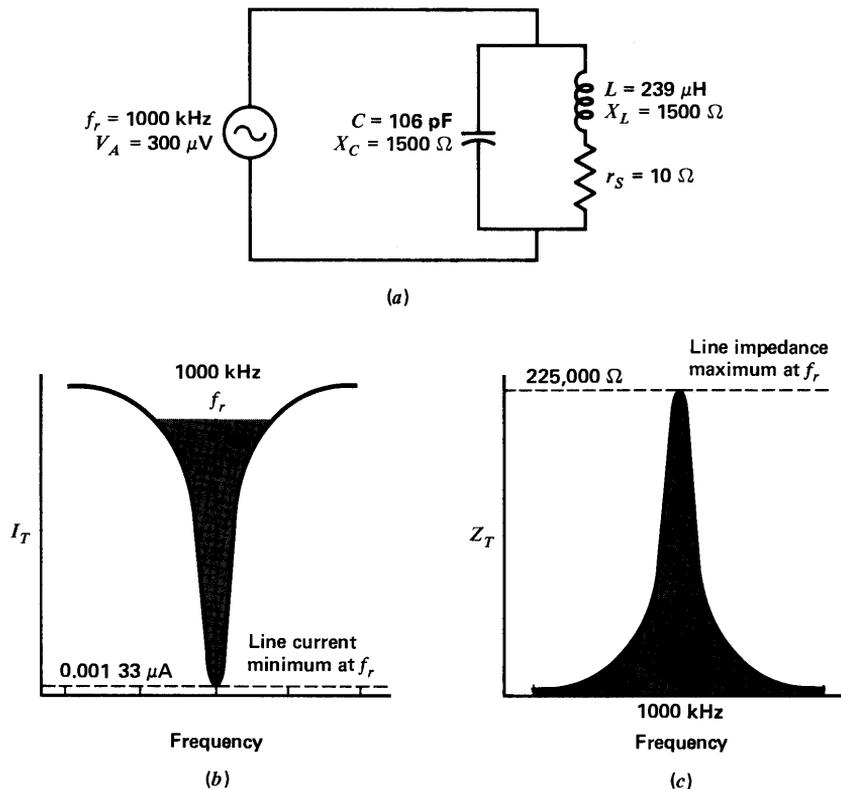 f_r = 1000 kHz
V_A = 300 μV
C = 106 pF
X_C = 1500 Ω
L = 239 μH
X_L = 1500 Ω
r_S = 10 Ω
(a)
1000 kHz
f_r
I_T
Line current
minimum at f_r
0.001 33 μA
Frequency
(b)
Line impedance
maximum at f_r
225,000 Ω
Z_T
1000 kHz
Frequency
(c)